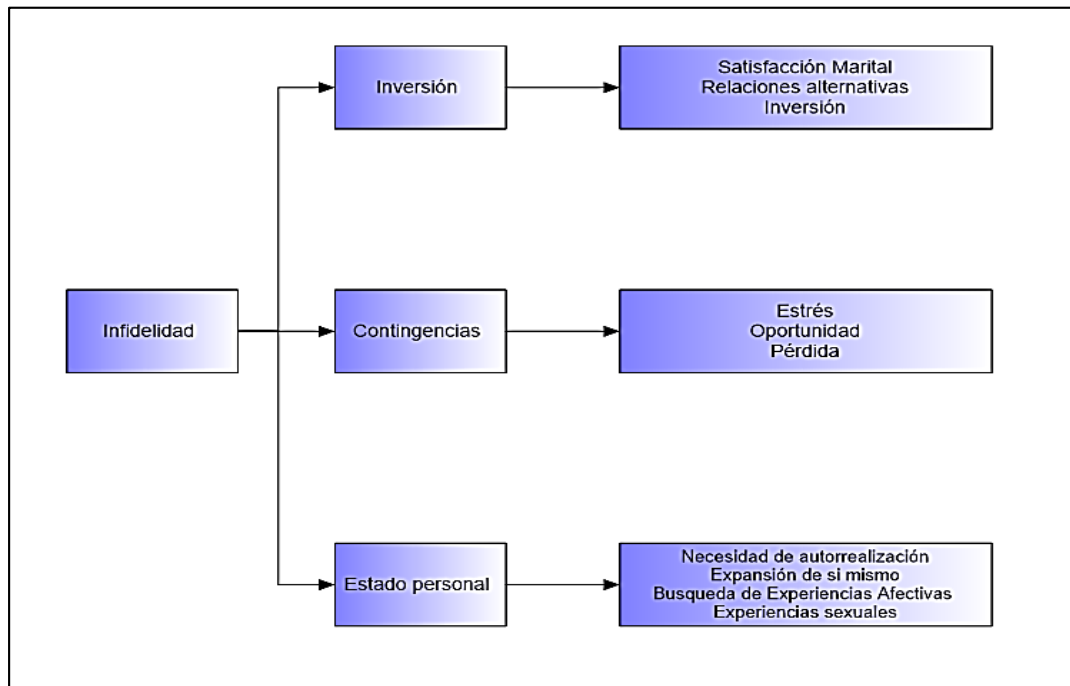 Inversión
Satisfacción Marital
Relaciones alternativas
Inversión
Infidelidad
Contingencias
Estrés
Oportunidad
Pérdida
Estado personal
Necesidad de autorrealización
Expansión de si mismo
Busqueda de Experiencias Afectivas
Experiencias sexuales